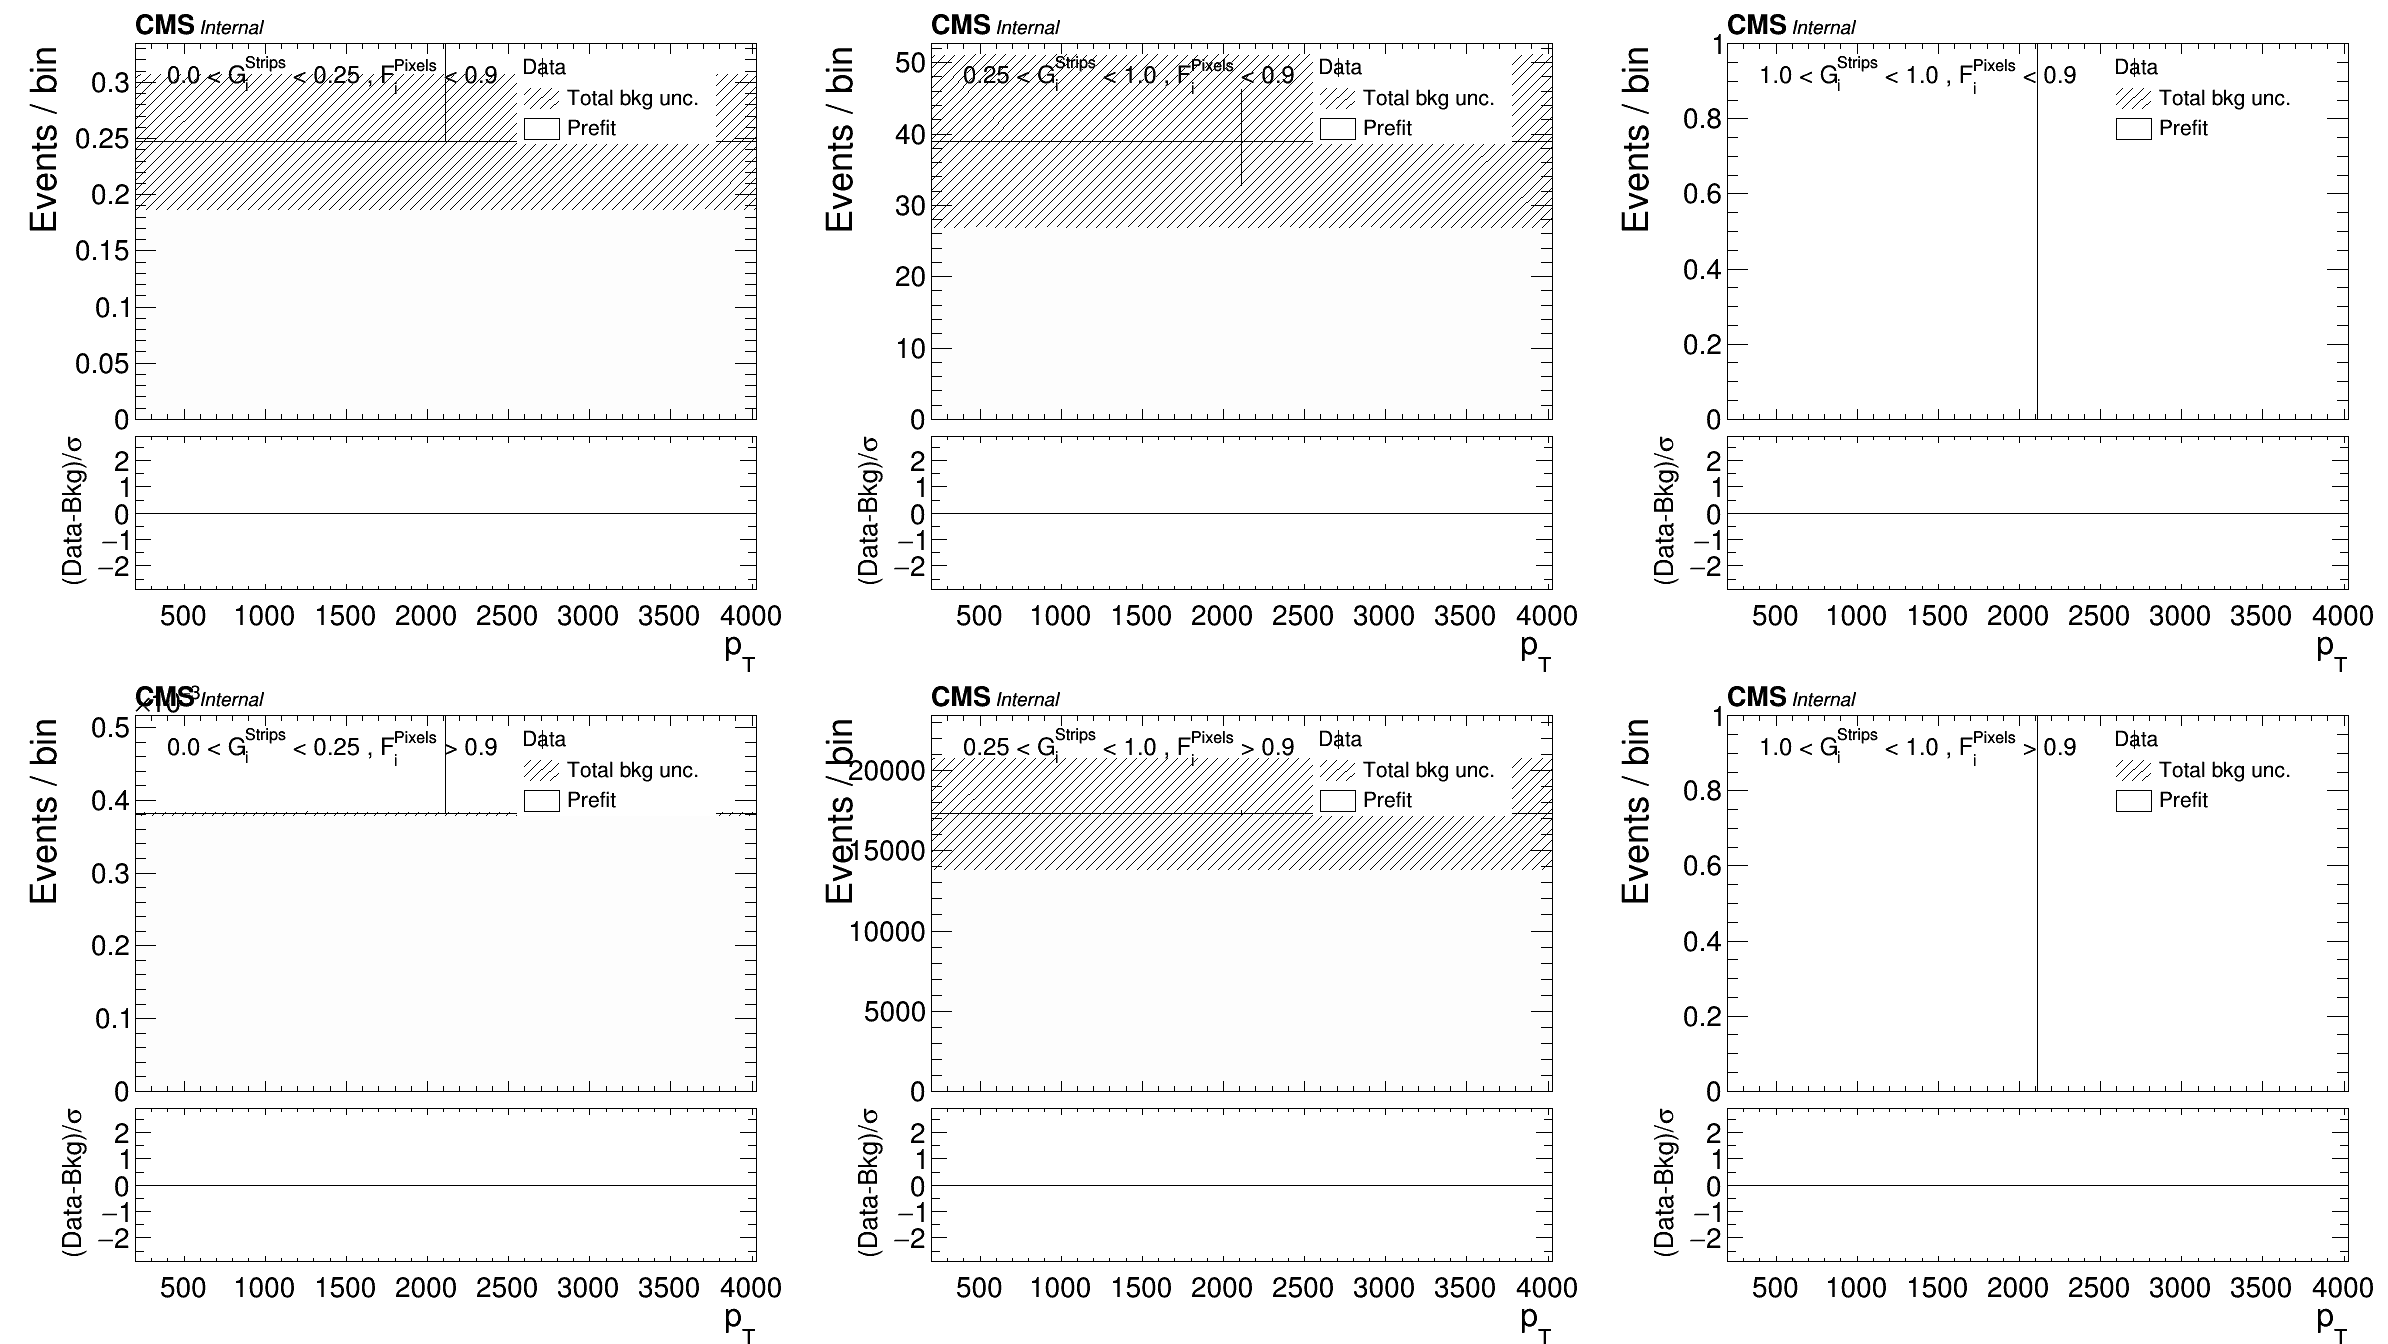 CMS Internal
Events / bin
0.0 < G_i^Strips < 0.25 , F_i^Pixels < 0.9
Data
Total bkg unc.
Prefit
0.3
0.25
0.2
0.15
0.1
0.05
0
(Data-Bkg)/σ
2
1
0
−1
−2
500 1000 1500 2000 2500 3000 3500 4000
p_T
CMS Internal
Events / bin
0.25 < G_i^Strips < 1.0 , F_i^Pixels < 0.9
Data
Total bkg unc.
Prefit
50
40
30
20
10
0
(Data-Bkg)/σ
2
1
0
−1
−2
500 1000 1500 2000 2500 3000 3500 4000
p_T
CMS Internal
Events / bin
1.0 < G_i^Strips < 1.0 , F_i^Pixels < 0.9
Data
Total bkg unc.
Prefit
1
0.8
0.6
0.4
0.2
0
(Data-Bkg)/σ
2
1
0
−1
−2
500 1000 1500 2000 2500 3000 3500 4000
p_T
CMS Internal
×10^−3
Events / bin
0.0 < G_i^Strips < 0.25 , F_i^Pixels > 0.9
Data
Total bkg unc.
Prefit
0.5
0.4
0.3
0.2
0.1
0
(Data-Bkg)/σ
2
1
0
−1
−2
500 1000 1500 2000 2500 3000 3500 4000
p_T
CMS Internal
Events / bin
0.25 < G_i^Strips < 1.0 , F_i^Pixels > 0.9
Data
Total bkg unc.
Prefit
20000
15000
10000
5000
0
(Data-Bkg)/σ
2
1
0
−1
−2
500 1000 1500 2000 2500 3000 3500 4000
p_T
CMS Internal
Events / bin
1.0 < G_i^Strips < 1.0 , F_i^Pixels > 0.9
Data
Total bkg unc.
Prefit
1
0.8
0.6
0.4
0.2
0
(Data-Bkg)/σ
2
1
0
−1
−2
500 1000 1500 2000 2500 3000 3500 4000
p_T